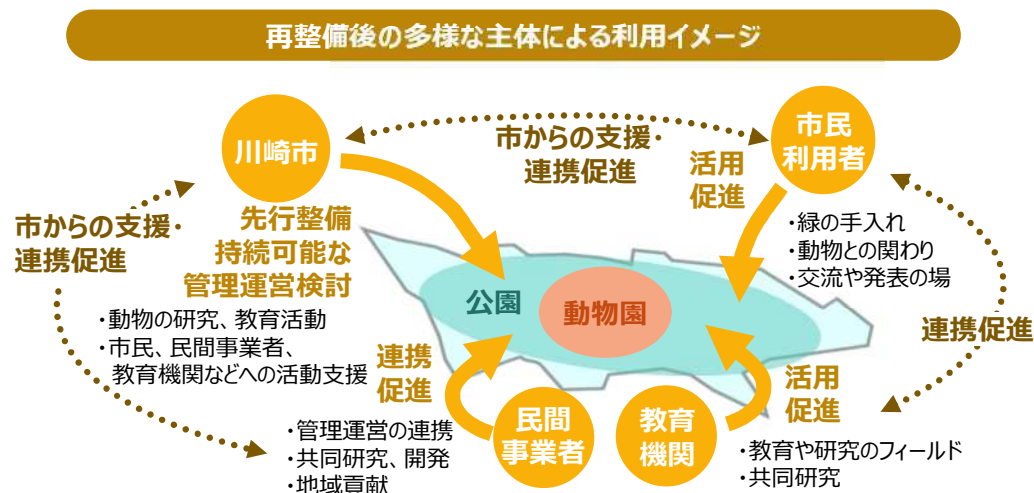 再整備後の多様な主体による利用イメージ
川崎市
市からの支援・
連携促進
市民
利用者
活用
促進
市からの支援・
連携促進
先行整備
持続可能な
管理運営検討
・緑の手入れ
・動物との関わり
・交流や発表の場
公園
動物園
・動物の研究、教育活動
・市民、民間事業者、
教育機関などへの活動支援
連携促進
連携
促進
活用
促進
民間
事業者
教育
機関
・管理運営の連携
・共同研究、開発
・地域貢献
・教育や研究のフィールド
・共同研究